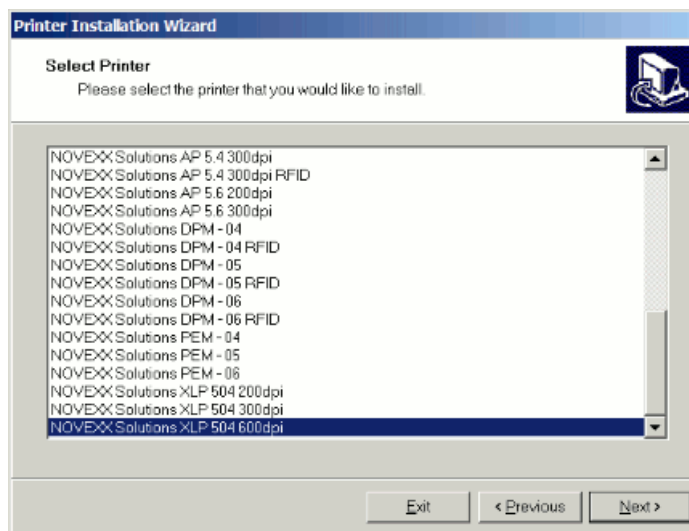 Printer Installation Wizard
Select Printer
Please select the printer that you would like to install.
NOVEXX Solutions AP 5.4 300dpi
NOVEXX Solutions AP 5.4 300dpi RFID
NOVEXX Solutions AP 5.6 200dpi
NOVEXX Solutions AP 5.6 300dpi
NOVEXX Solutions DPM - 04
NOVEXX Solutions DPM - 04 RFID
NOVEXX Solutions DPM - 05
NOVEXX Solutions DPM - 05 RFID
NOVEXX Solutions DPM - 06
NOVEXX Solutions DPM - 06 RFID
NOVEXX Solutions PEM - 04
NOVEXX Solutions PEM - 05
NOVEXX Solutions PEM - 06
NOVEXX Solutions XLP 504 200dpi
NOVEXX Solutions XLP 504 300dpi
NOVEXX Solutions XLP 504 600dpi
Exit < Previous Next >